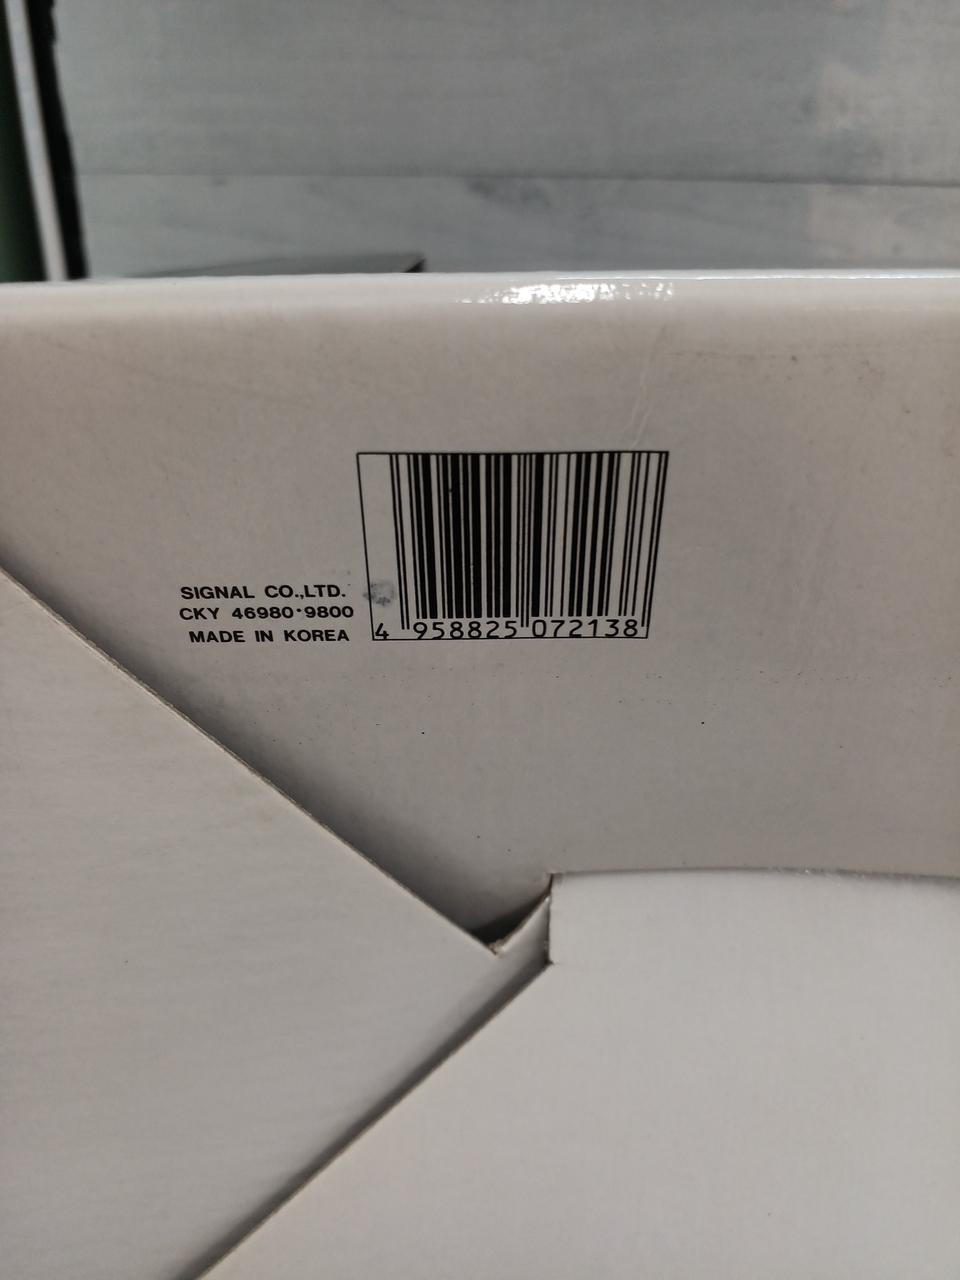 SIGNAL CO.,LTD.
CKY 46980·9800
MADE IN KOREA
4 958825 072138